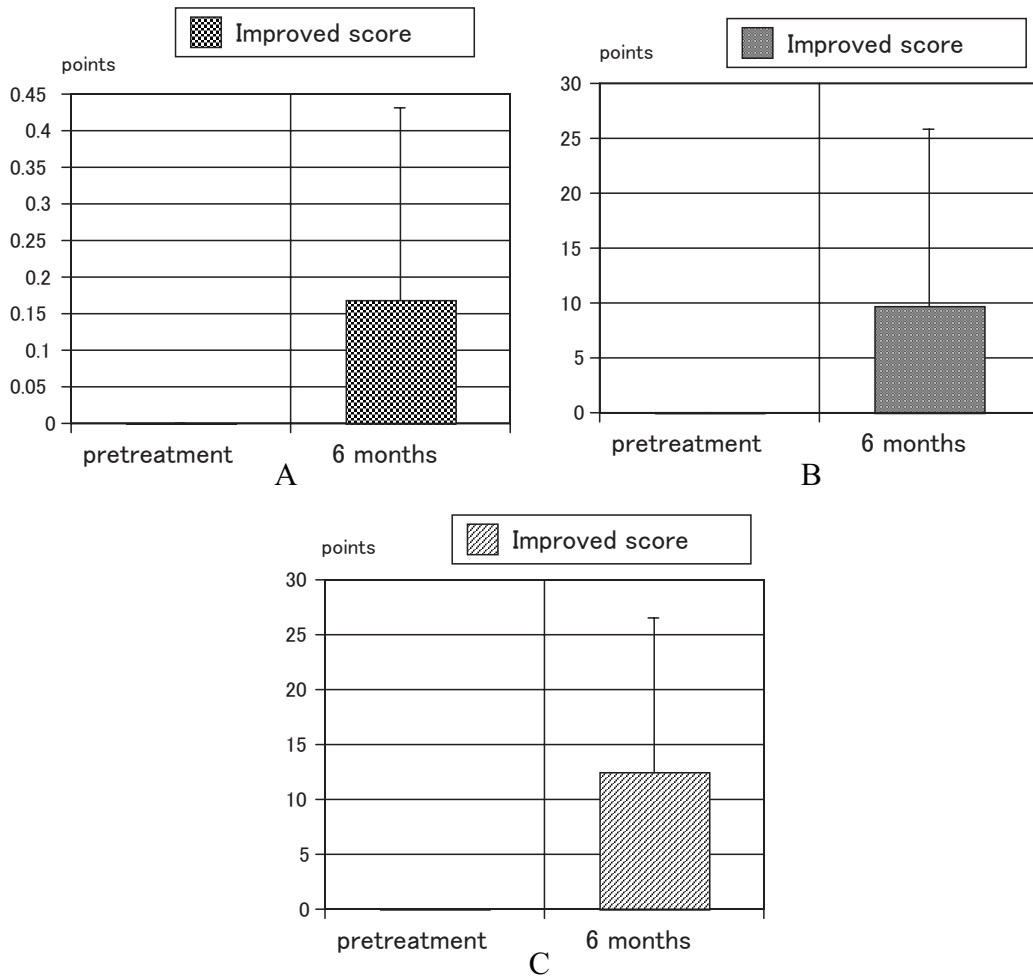 Improved score
points
0.45
0.4
0.35
0.3
0.25
0.2
0.15
0.1
0.05
0
pretreatment 6 months
A
Improved score
points
30
25
20
15
10
5
0
pretreatment 6 months
B
Improved score
points
30
25
20
15
10
5
0
pretreatment 6 months
C